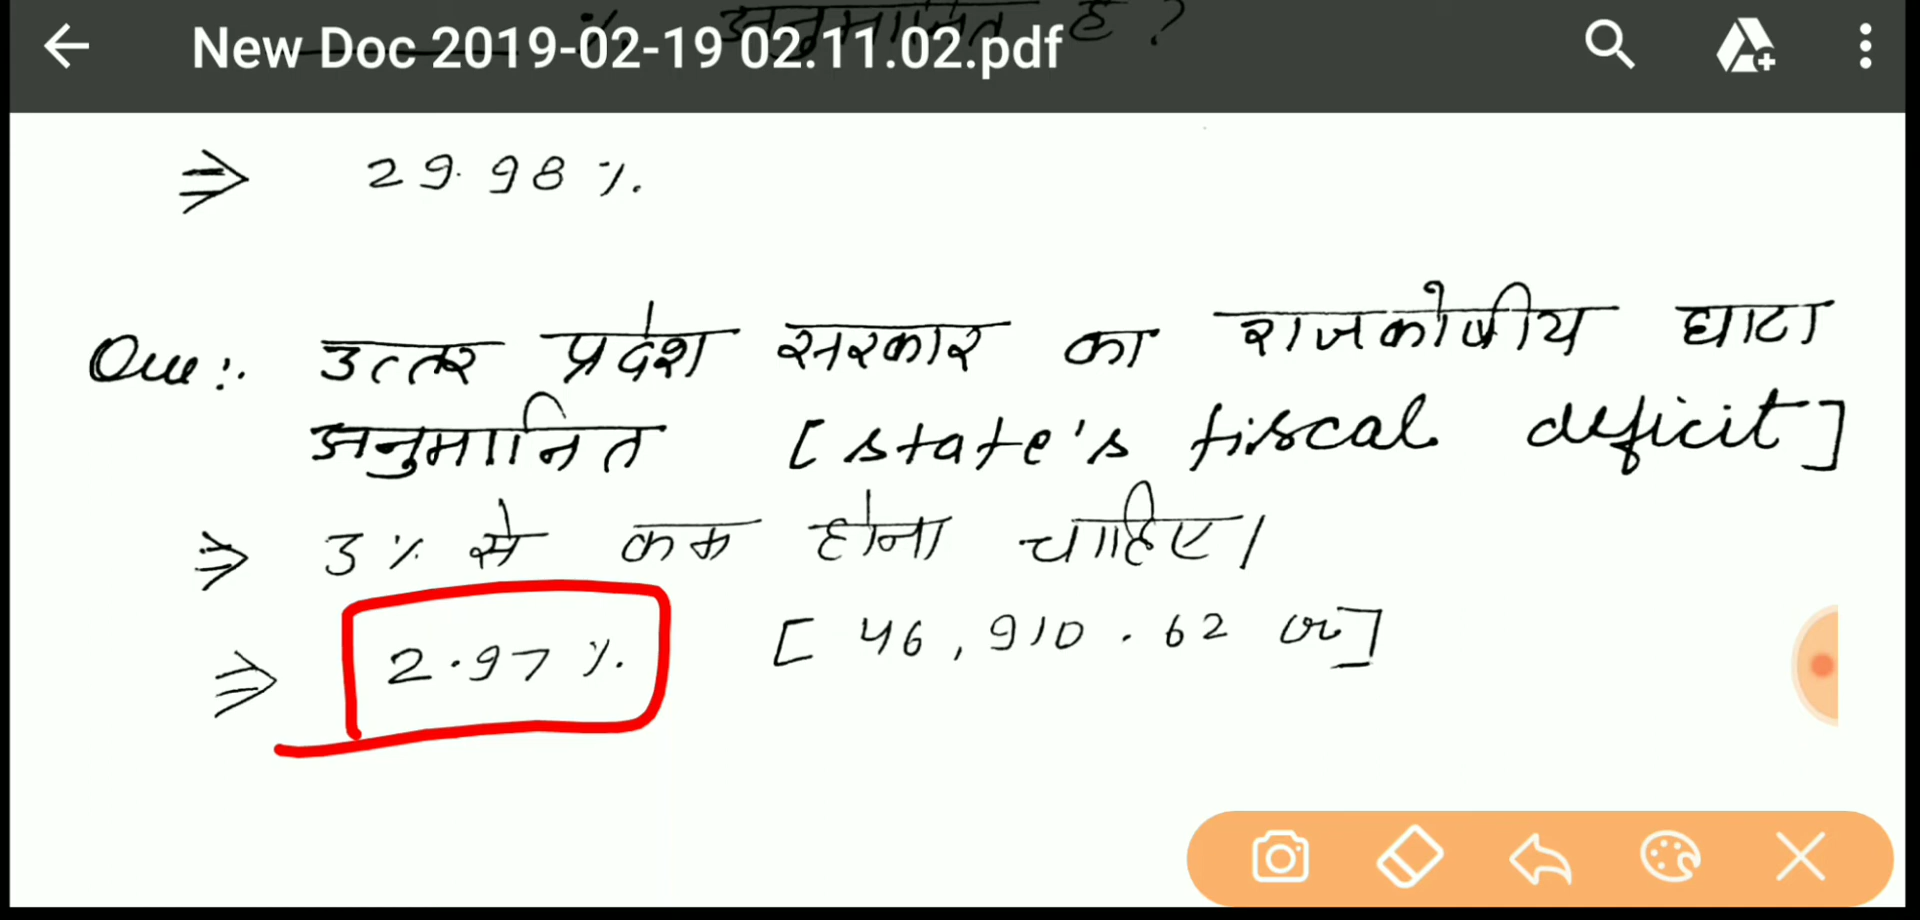 % अनुमानित है ?
New Doc 2019-02-19 02.11.02.pdf
⇒ 29.98 %.
Que :. उत्तर प्रदेश सरकार का राजकोषीय घाटा
अनुमानित [state's fiscal deficit]
⇒ 3% से कम होना चाहिए।
⇒ 2.97 %. [46,910.62 cr]